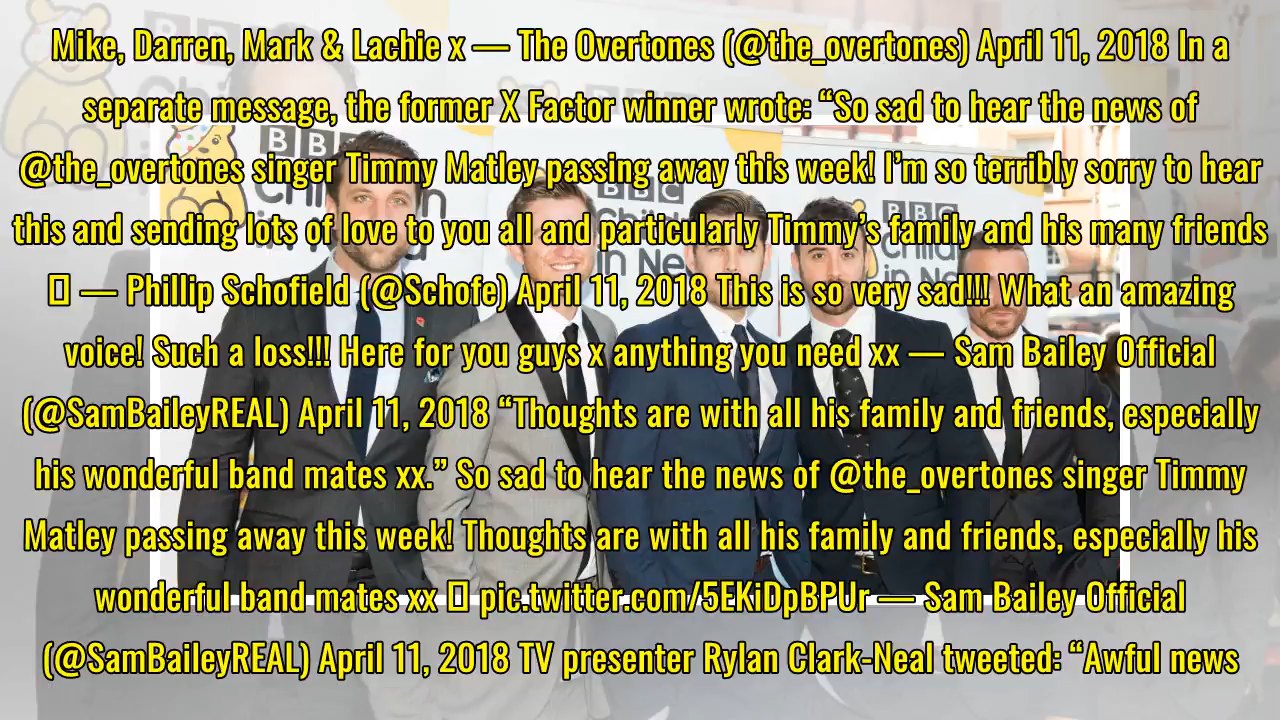 Mike, Darren, Mark & Lachie x — The Overtones (@the_overtones) April 11, 2018 In a
separate message, the former X Factor winner wrote: “So sad to hear the news of
@the_overtones singer Timmy Matley passing away this week! I’m so terribly sorry to hear
this and sending lots of love to you all and particularly Timmy’s family and his many friends
— Phillip Schofield (@Schofe) April 11, 2018 This is so very sad!!! What an amazing
voice! Such a loss!!! Here for you guys x anything you need xx — Sam Bailey Official
(@SamBaileyREAL) April 11, 2018 “Thoughts are with all his family and friends, especially
his wonderful band mates xx.” So sad to hear the news of @the_overtones singer Timmy
Matley passing away this week! Thoughts are with all his family and friends, especially his
wonderful band mates xx pic.twitter.com/5EKiDpBPUr — Sam Bailey Official
(@SamBaileyREAL) April 11, 2018 TV presenter Rylan Clark-Neal tweeted: “Awful news